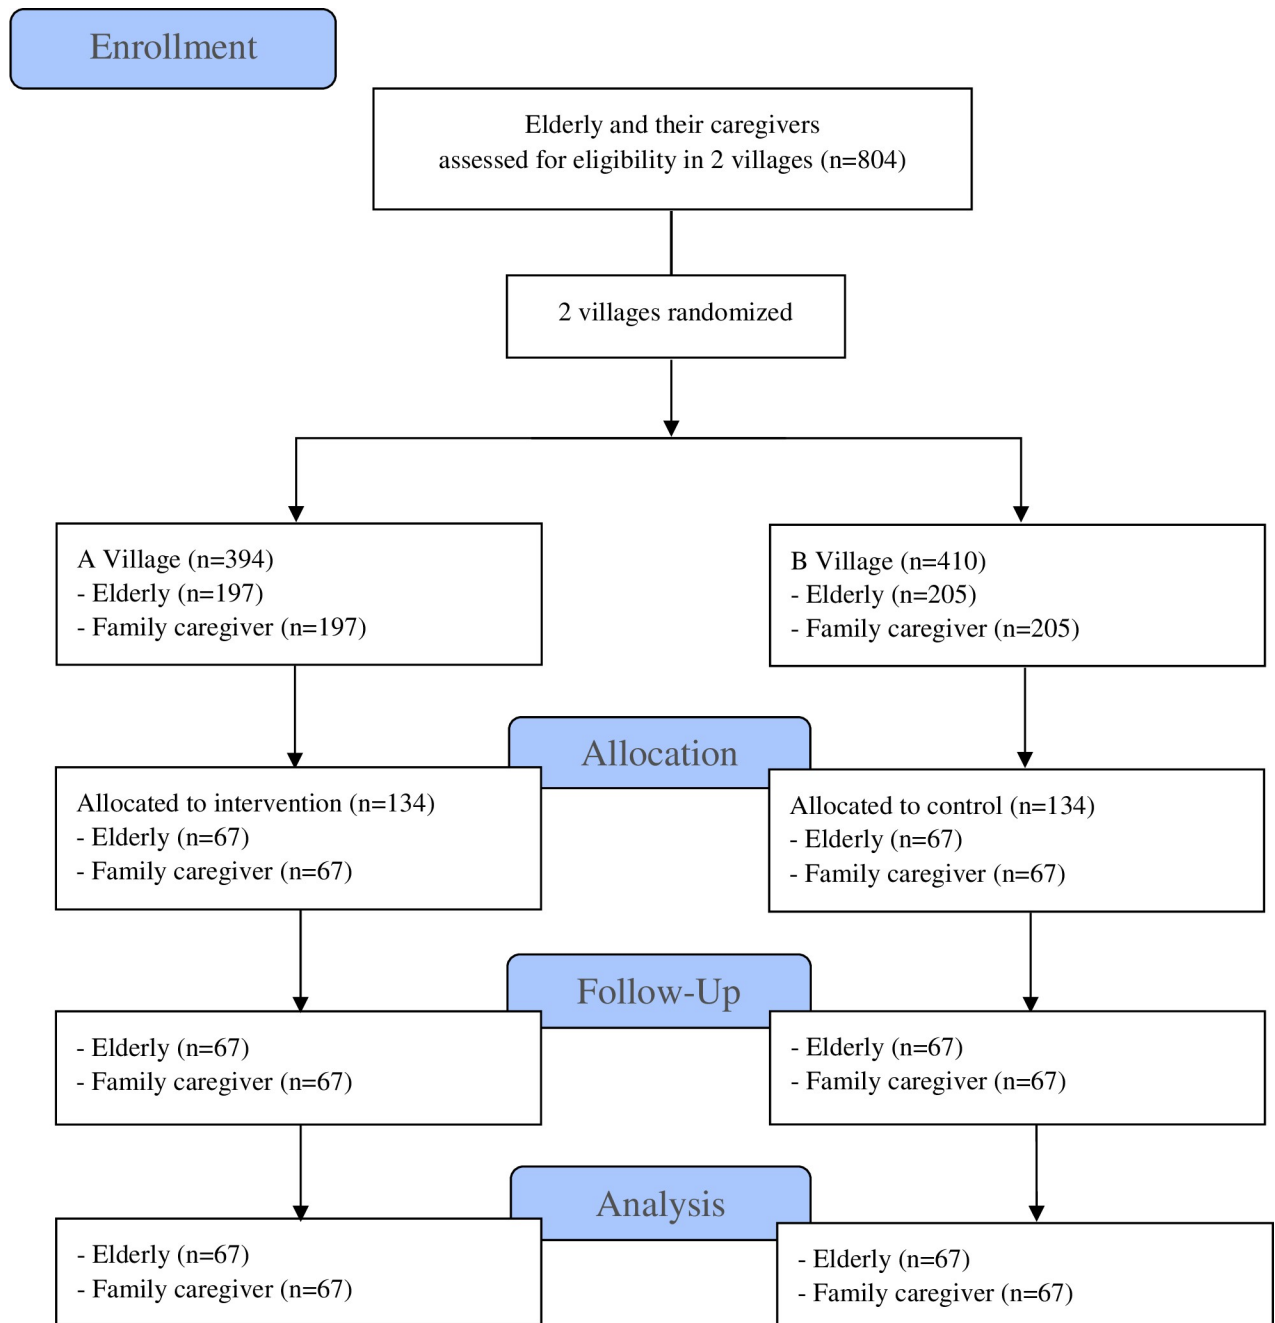 Enrollment
Elderly and their caregivers
assessed for eligibility in 2 villages (n=804)
2 villages randomized
A Village (n=394)
- Elderly (n=197)
- Family caregiver (n=197)
B Village (n=410)
- Elderly (n=205)
- Family caregiver (n=205)
Allocation
Allocated to intervention (n=134)
- Elderly (n=67)
- Family caregiver (n=67)
Allocated to control (n=134)
- Elderly (n=67)
- Family caregiver (n=67)
Follow-Up
- Elderly (n=67)
- Family caregiver (n=67)
- Elderly (n=67)
- Family caregiver (n=67)
Analysis
- Elderly (n=67)
- Family caregiver (n=67)
- Elderly (n=67)
- Family caregiver (n=67)